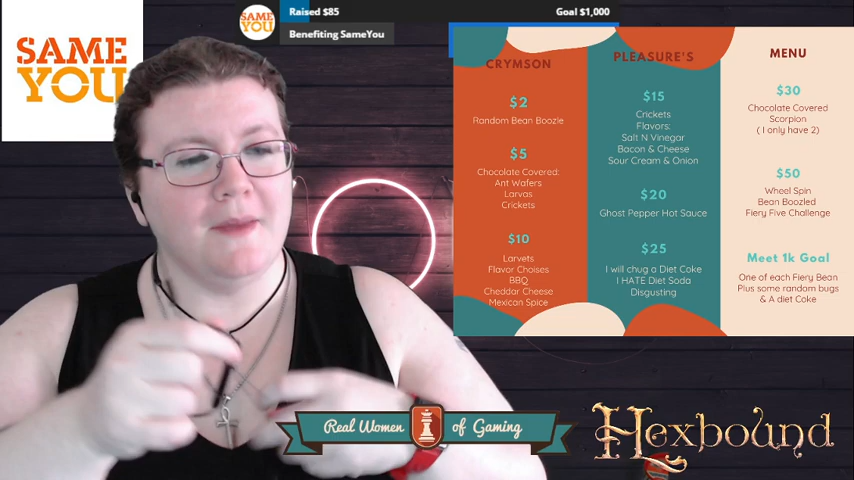 SAME
YOU
SAME
YOU
Raised $85
Goal $1,000
Benefiting SameYou
CRYMSON
$2
Random Bean Boozle
$5
Chocolate Covered:
Ant Wafers
Larvas
Crickets
$10
Larvets
Flavor Choises
BBQ
Cheddar Cheese
Mexican Spice
PLEASURE'S
$15
Crickets
Flavors:
Salt N Vinegar
Bacon & Cheese
Sour Cream & Onion
$20
Ghost Pepper Hot Sauce
$25
I will chug a Diet Coke
I HATE Diet Soda
Disgusting
MENU
$30
Chocolate Covered
Scorpion
( I only have 2)
$50
Wheel Spin
Bean Boozled
Fiery Five Challenge
Meet 1k Goal
One of each Fiery Bean
Plus some random bugs
& A diet Coke
Real Women of Gaming
Hexbound